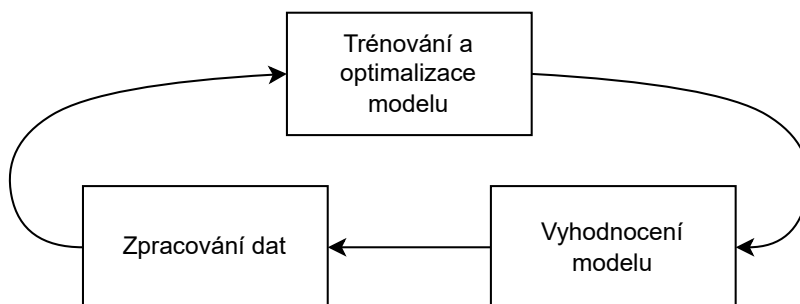 Trénování a
optimalizace
modelu
Zpracování dat
Vyhodnocení
modelu